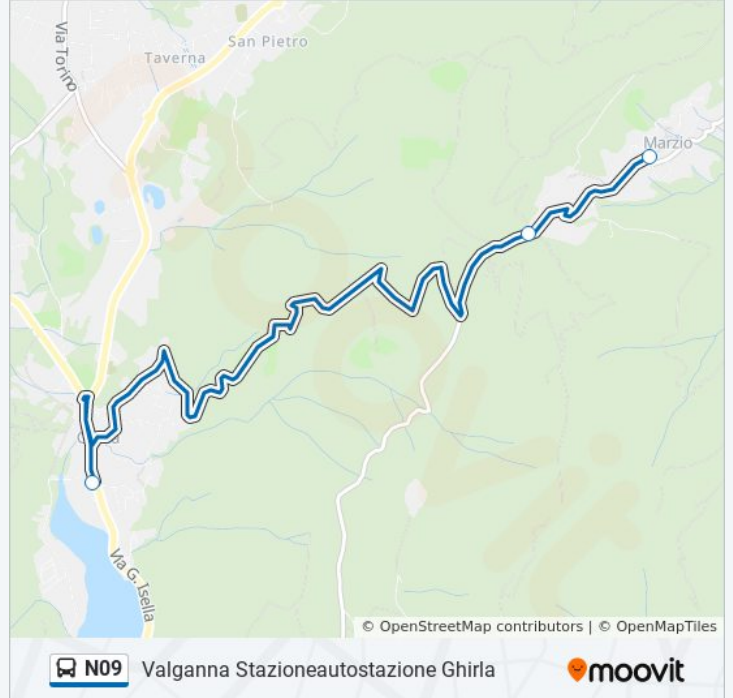 Via Torino
Taverna
San Pietro
Marzio
Via G. Isella
© OpenStreetMap contributors | © OpenMapTiles
N09 Valganna Stazioneautostazione Ghirla moovit